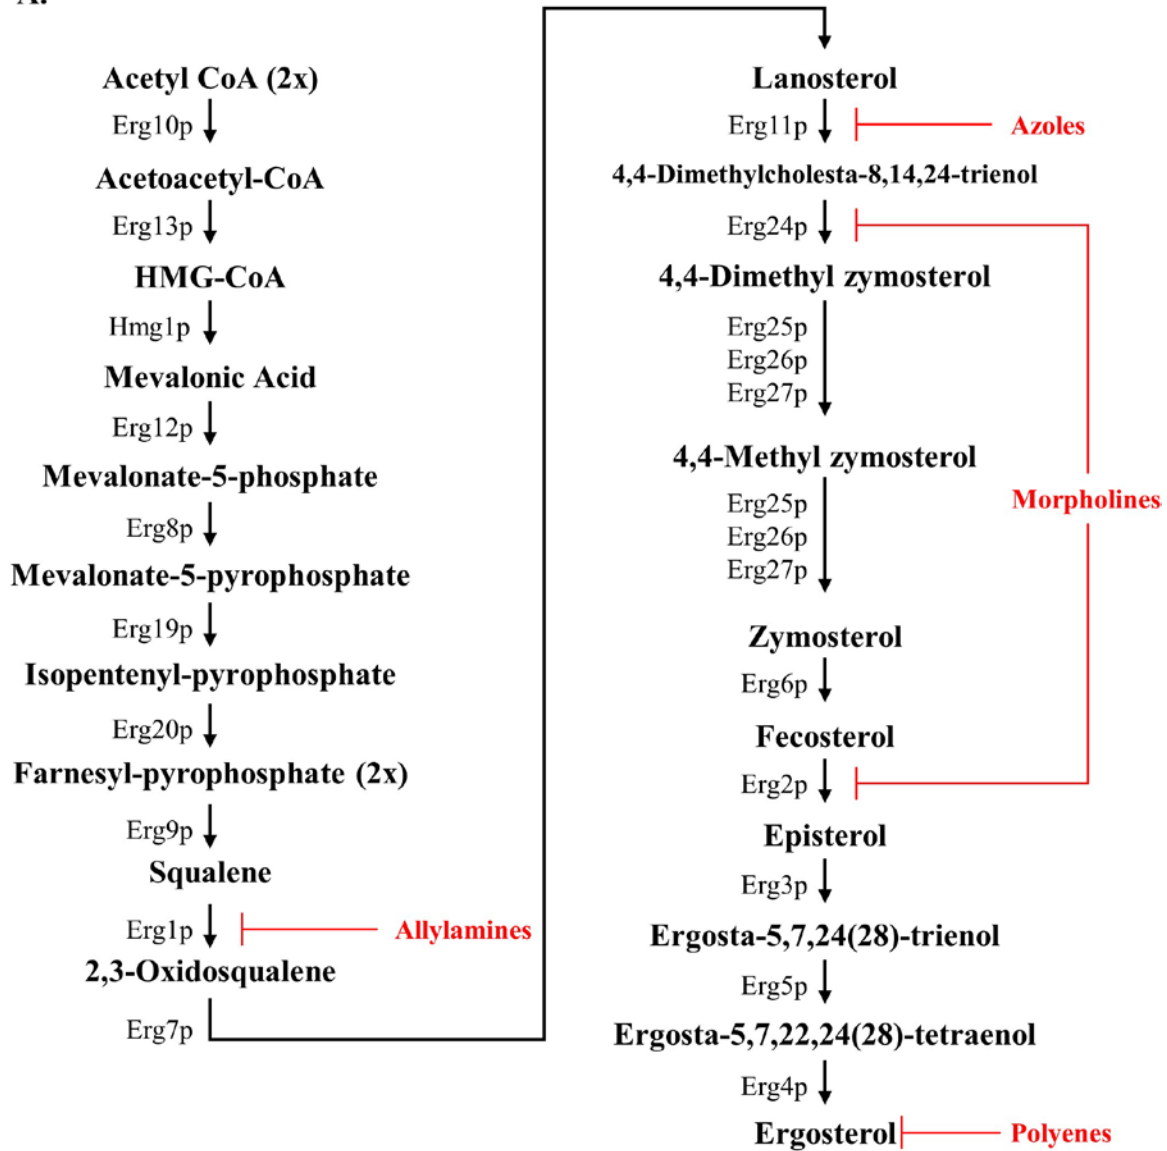 A.
Acetyl CoA (2x)
Erg10p
Acetoacetyl-CoA
Erg13p
HMG-CoA
Hmg1p
Mevalonic Acid
Erg12p
Mevalonate-5-phosphate
Erg8p
Mevalonate-5-pyrophosphate
Erg19p
Isopentenyl-pyrophosphate
Erg20p
Farnesyl-pyrophosphate (2x)
Erg9p
Squalene
Erg1p
Allylamines
2,3-Oxidosqualene
Erg7p
Lanosterol
Erg11p
Azoles
4,4-Dimethylcholesta-8,14,24-trienol
Erg24p
4,4-Dimethyl zymosterol
Erg25p
Erg26p
Erg27p
4,4-Methyl zymosterol
Morpholines
Erg25p
Erg26p
Erg27p
Zymosterol
Erg6p
Fecosterol
Erg2p
Episterol
Erg3p
Ergosta-5,7,24(28)-trienol
Erg5p
Ergosta-5,7,22,24(28)-tetraenol
Erg4p
Ergosterol
Polyenes